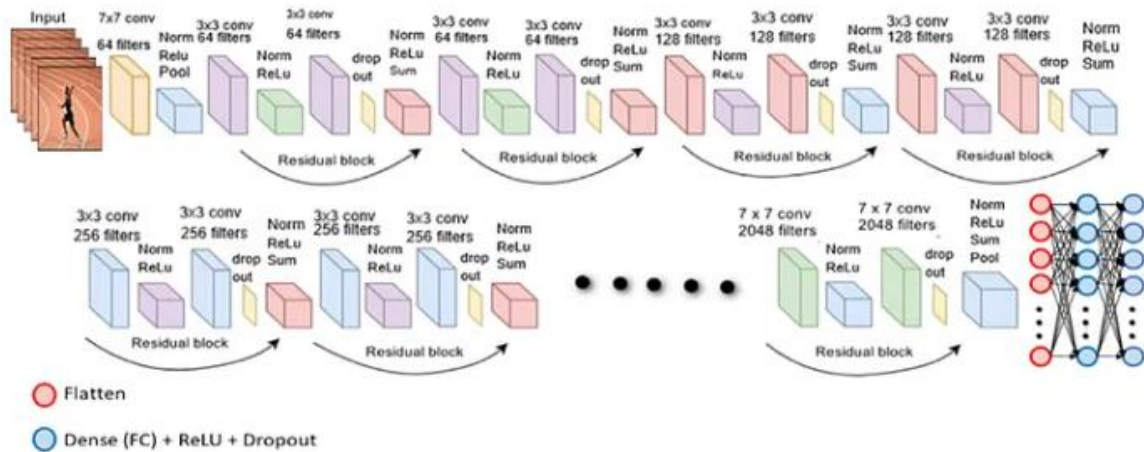 Input
7x7 conv
64 filters
Norm
Relu
Pool
3x3 conv
64 filters
Norm
ReLu
3x3 conv
64 filters
drop
out
Norm
ReLu
Sum
3x3 conv
64 filters
Norm
ReLu
3x3 conv
64 filters
drop
out
Norm
ReLu
Sum
3x3 conv
128 filters
Norm
ReLu
3x3 conv
128 filters
drop
out
Norm
ReLu
Sum
3x3 conv
128 filters
Norm
ReLu
3x3 conv
128 filters
drop
out
Norm
ReLu
Sum
Residual block
Residual block
Residual block
Residual block
3x3 conv
256 filters
Norm
ReLu
3x3 conv
256 filters
drop
out
Norm
ReLu
Sum
3x3 conv
256 filters
Norm
ReLu
3x3 conv
256 filters
drop
out
Norm
ReLu
Sum
7 x 7 conv
2048 filters
Norm
ReLu
7 x 7 conv
2048 filters
drop
out
Norm
ReLu
Sum
Pool
Residual block
Residual block
Residual block
Flatten
Dense (FC) + ReLU + Dropout